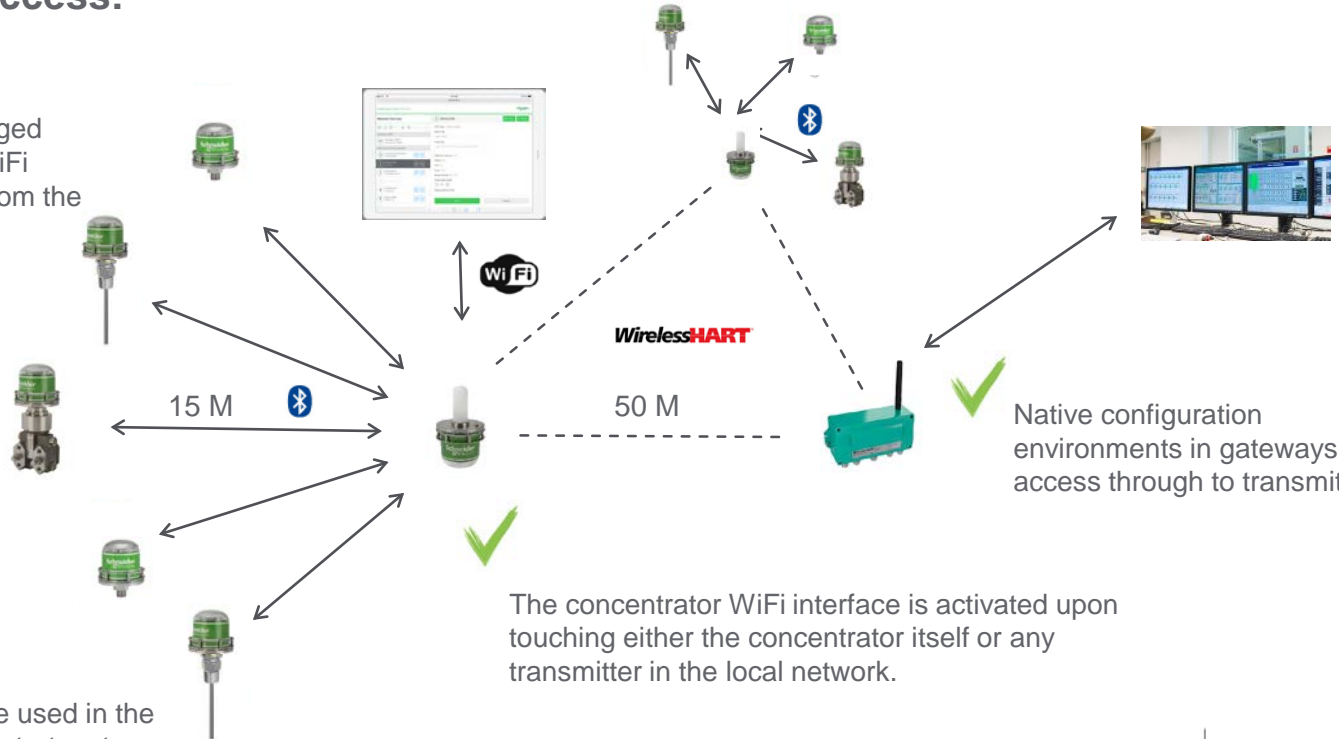 ccess:
ged
iFi
om the
Wi Fi
WirelessHART
15 M
50 M
Native configuration
environments in gateways
access through to transmit
The concentrator WiFi interface is activated upon
touching either the concentrator itself or any
transmitter in the local network.
e used in the